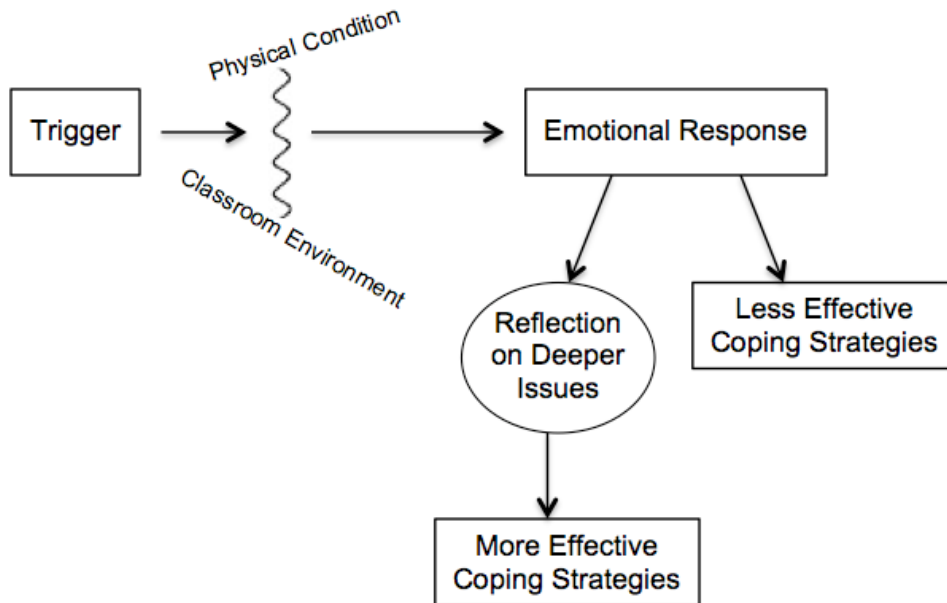 Physical Condition
Trigger
Emotional Response
Classroom Environment
Reflection
on Deeper
Issues
Less Effective
Coping Strategies
More Effective
Coping Strategies